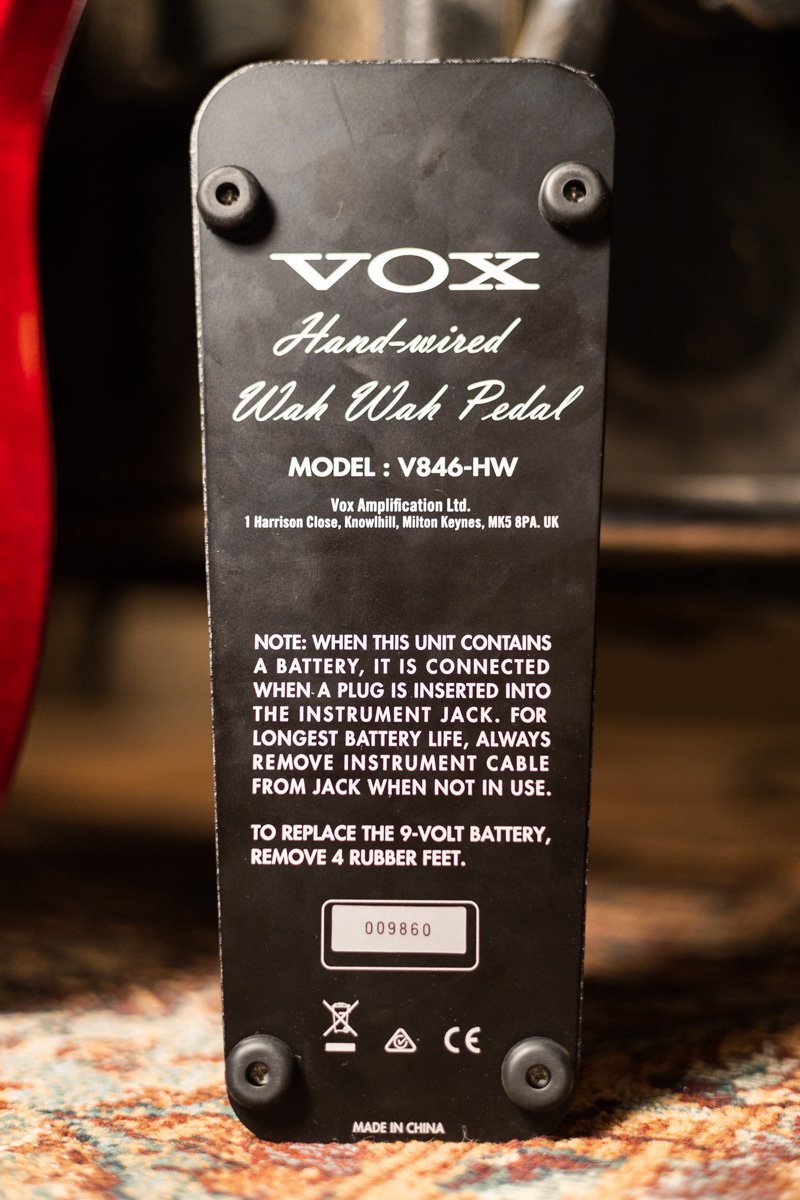 VOX
Hand-wired
Wah Wah Pedal
MODEL : V846-HW
Vox Amplification Ltd.
1 Harrison Close, Knowlhill, Milton Keynes, MK5 8PA. UK
NOTE: WHEN THIS UNIT CONTAINS
A BATTERY, IT IS CONNECTED
WHEN A PLUG IS INSERTED INTO
THE INSTRUMENT JACK. FOR
LONGEST BATTERY LIFE, ALWAYS
REMOVE INSTRUMENT CABLE
FROM JACK WHEN NOT IN USE.
TO REPLACE THE 9-VOLT BATTERY,
REMOVE 4 RUBBER FEET.
009860
CE
MADE IN CHINA